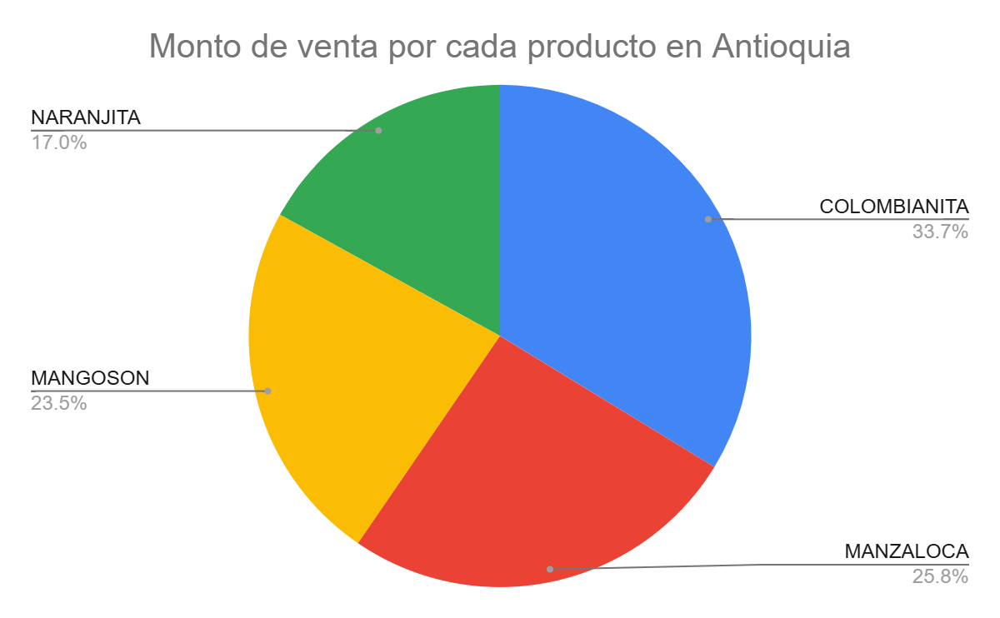 Monto de venta por cada producto en Antioquia
NARANJITA
17.0%
COLOMBIANITA
33.7%
MANGOSON
23.5%
MANZALOCA
25.8%